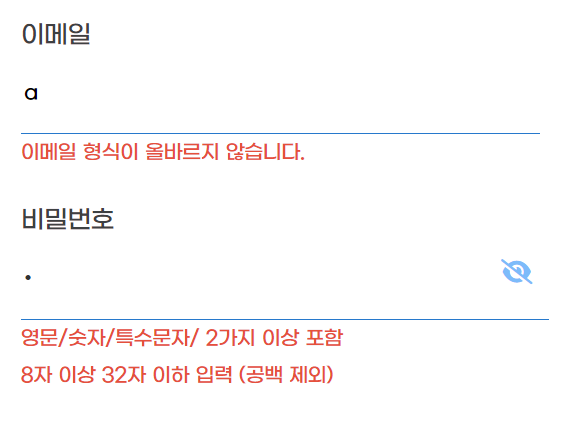 이메일
a
이메일 형식이 올바르지 않습니다.
비밀번호
•
영문/숫자/특수문자/ 2가지 이상 포함
8자 이상 32자 이하 입력 (공백 제외)